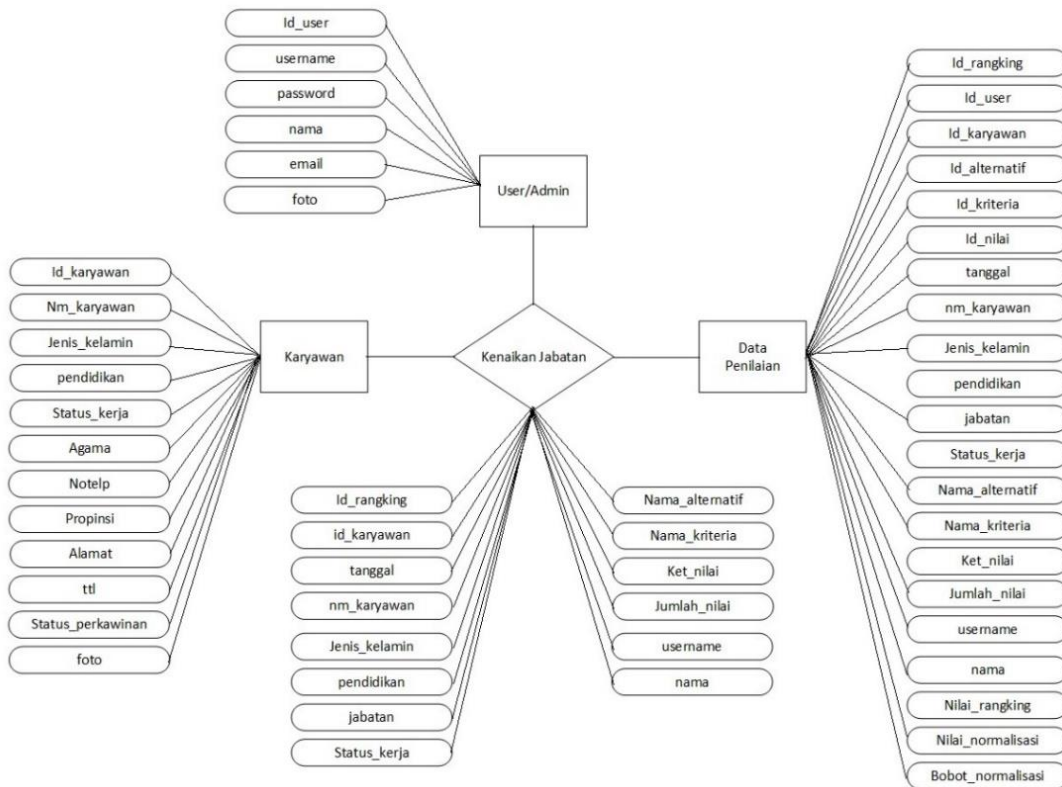 Id_user
username
password
nama
email
foto
User/Admin
Id_karyawan
Nm_karyawan
Jenis_kelamin
pendidikan
Status_kerja
Agama
Notelp
Propinsi
Alamat
ttl
Status_perkawinan
foto
Karyawan
Kenaikan Jabatan
Data
Penilaian
Id_rangking
id_karyawan
tanggal
nm_karyawan
Jenis_kelamin
pendidikan
jabatan
Status_kerja
Nama_alternatif
Nama_kriteria
Ket_nilai
Jumlah_nilai
username
nama
Id_rangking
Id_user
Id_karyawan
Id_alternatif
Id_kriteria
Id_nilai
tanggal
nm_karyawan
Jenis_kelamin
pendidikan
jabatan
Status_kerja
Nama_alternatif
Nama_kriteria
Ket_nilai
Jumlah_nilai
username
nama
Nilai_rangking
Nilai_normalisasi
Bobot_normalisasi